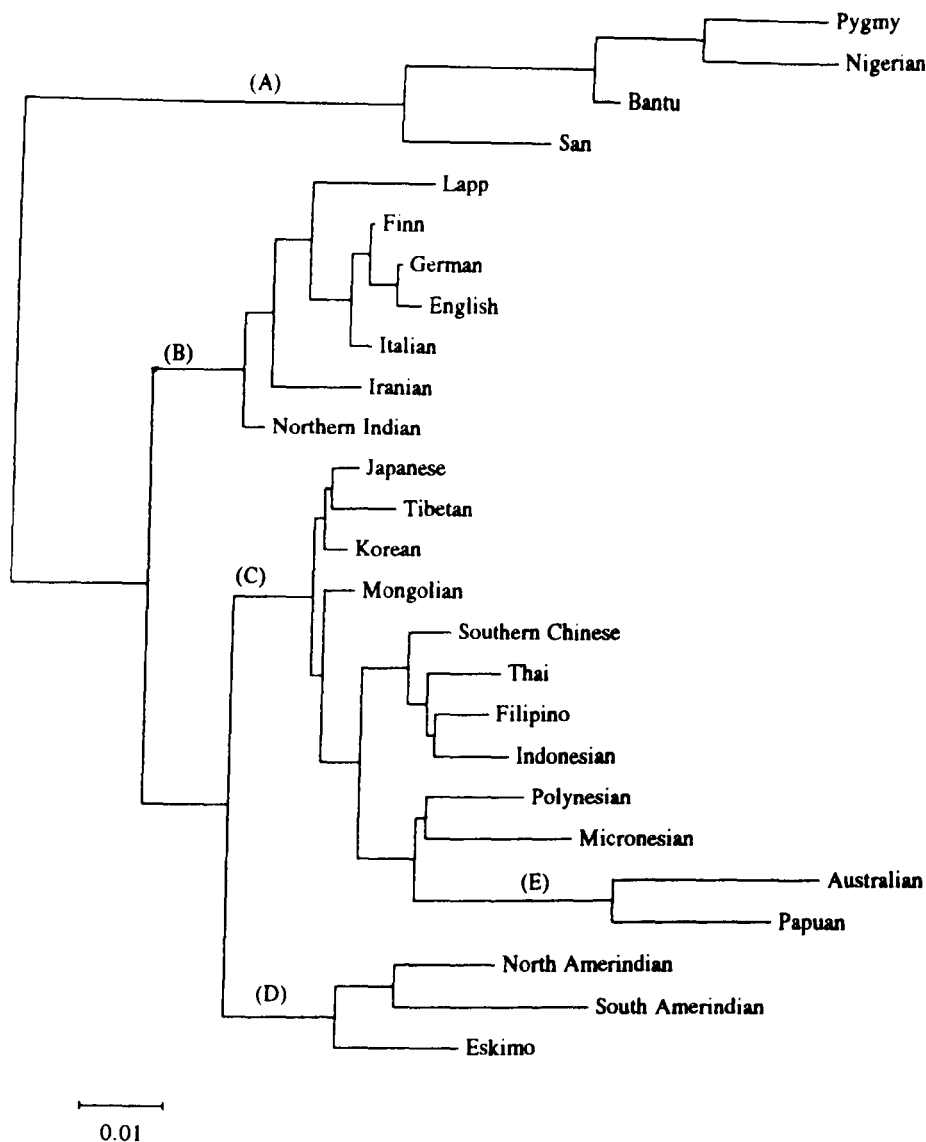 Pygmy
Nigerian
(A)
Bantu
San
Lapp
Finn
German
English
Italian
(B)
Iranian
Northern Indian
Japanese
Tibetan
Korean
(C)
Mongolian
Southern Chinese
Thai
Filipino
Indonesian
Polynesian
Micronesian
(E)
Australian
Papuan
North Amerindian
(D)
South Amerindian
Eskimo
0.01